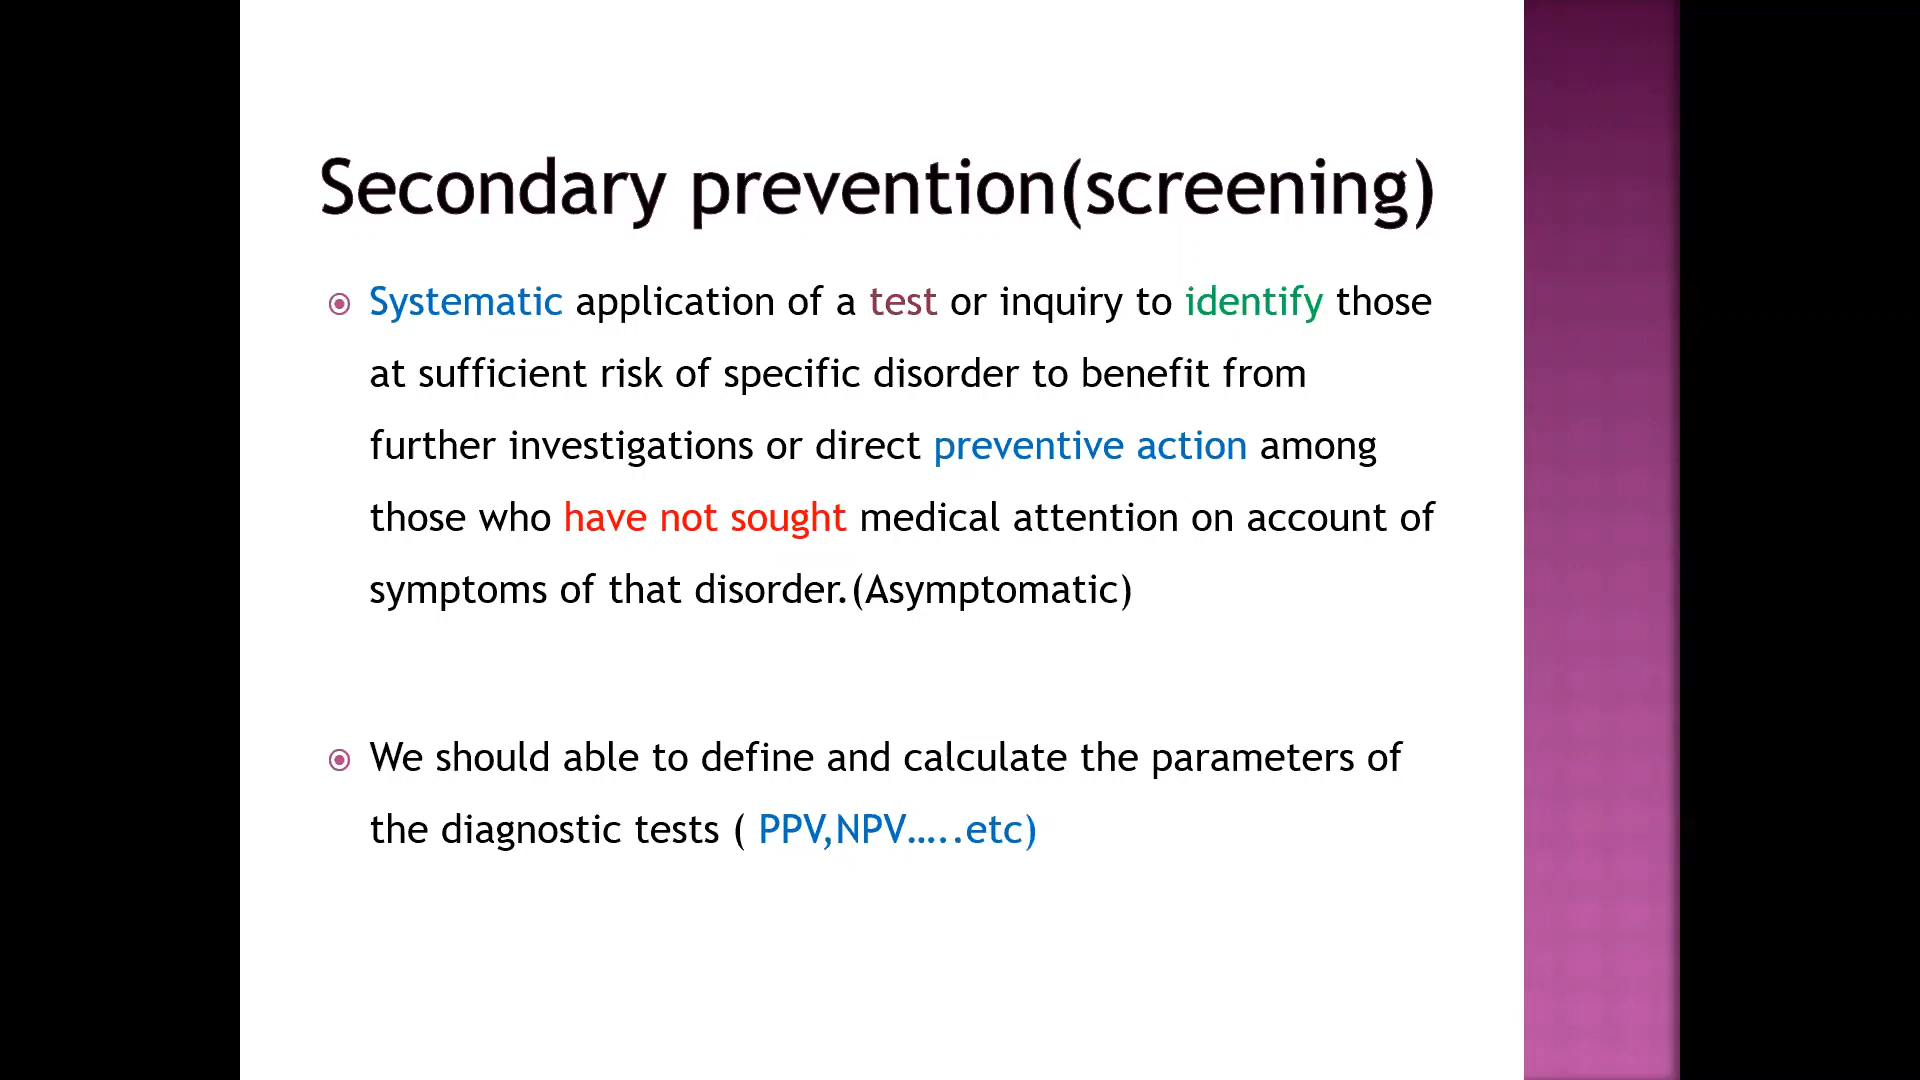 Secondary prevention(screening)
Systematic application of a test or inquiry to identify those
at sufficient risk of specific disorder to benefit from
further investigations or direct preventive action among
those who have not sought medical attention on account of
symptoms of that disorder.(Asymptomatic)
We should able to define and calculate the parameters of
the diagnostic tests ( PPV,NPV…..etc)